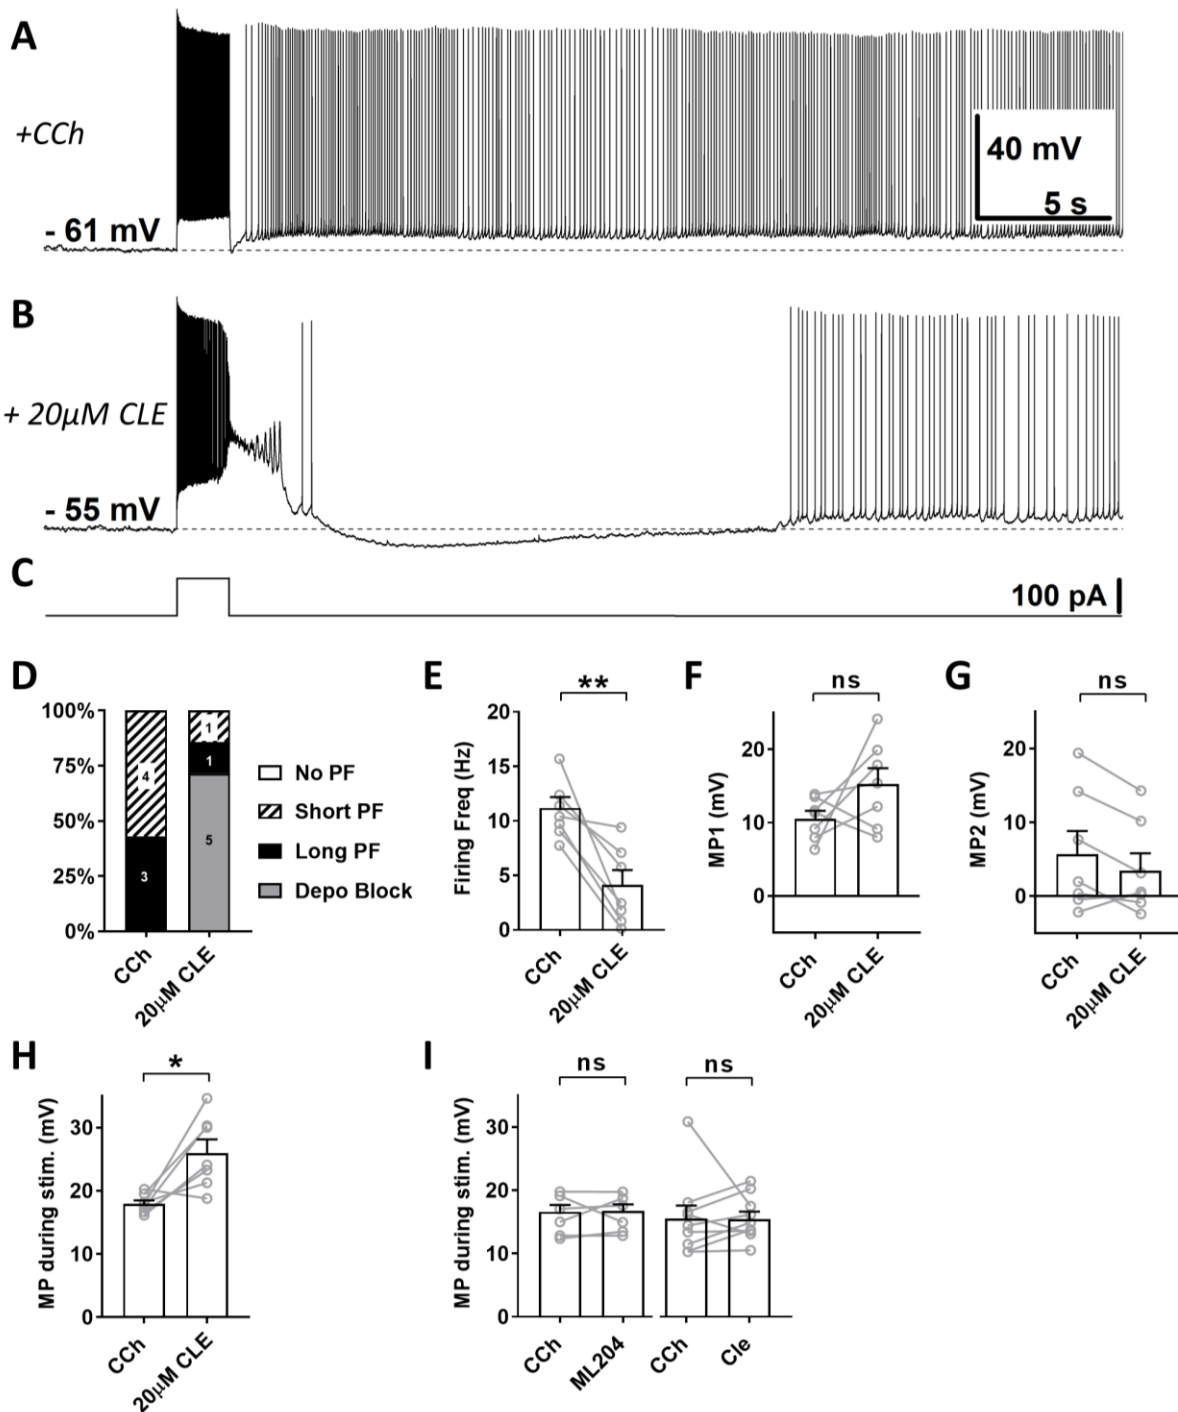 A
+CCh
40 mV
5 s
- 61 mV
B
+ 20µM CLE
- 55 mV
C
100 pA
D
100%
75%
50%
25%
0%
4
3
1
1
5
CCh
20µM CLE
No PF
Short PF
Long PF
Depo Block
E
**
Firing Freq (Hz)
20
15
10
5
0
CCh
20µM CLE
F
ns
MP1 (mV)
20
10
0
CCh
20µM CLE
G
ns
MP2 (mV)
20
10
0
CCh
20µM CLE
H
*
MP during stim. (mV)
30
20
10
0
CCh
20µM CLE
I
ns
ns
MP during stim. (mV)
30
20
10
0
CCh
ML204
CCh
Cle